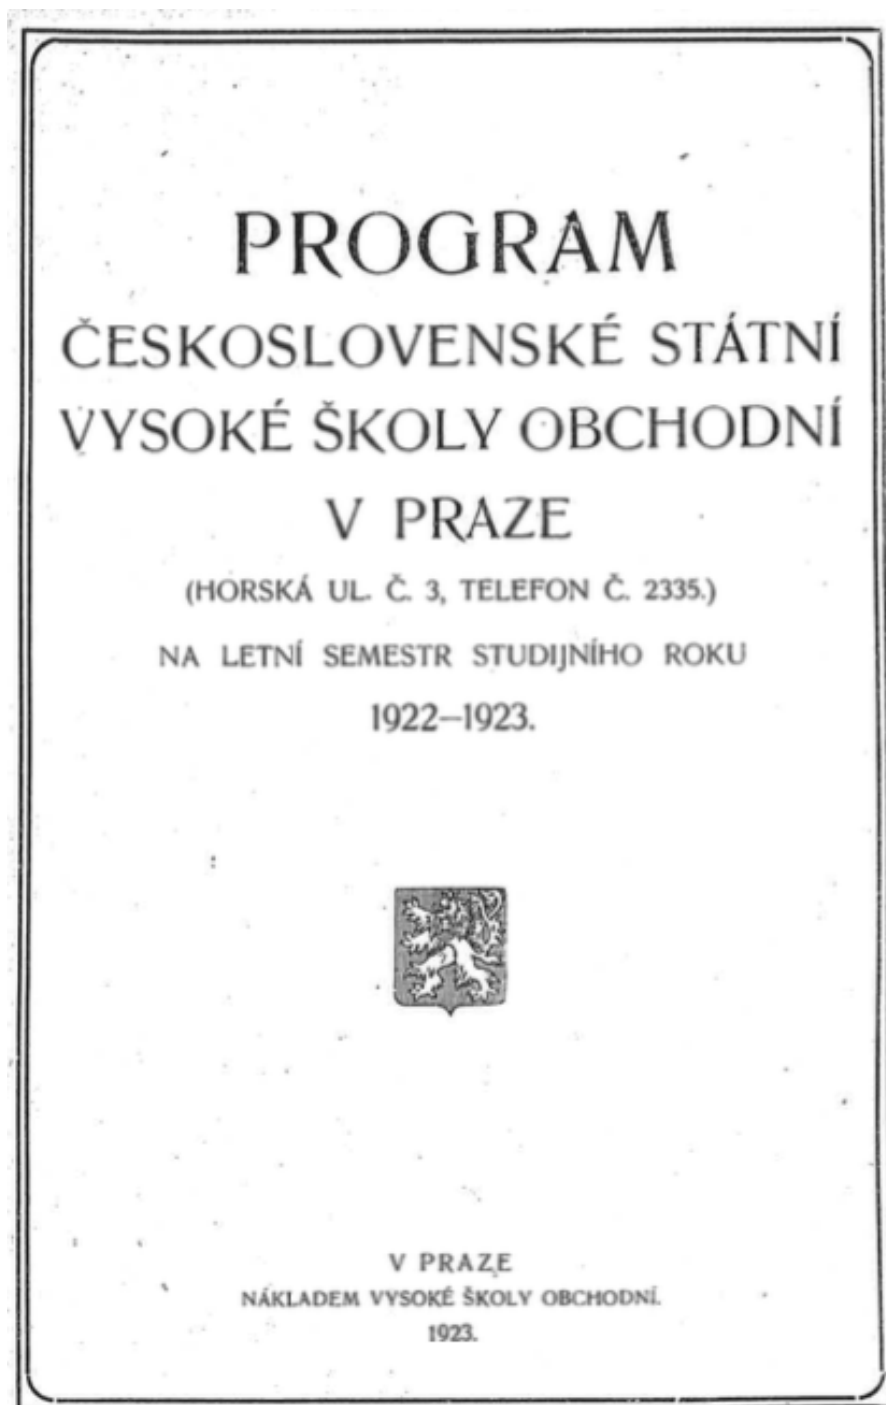 PROGRAM
ČESKOSLOVENSKÉ STÁTNÍ
VYSOKÉ ŠKOLY OBCHODNÍ
V PRAZE
(HORSKÁ UL. Č. 3, TELEFON Č. 2335.)
NA LETNÍ SEMESTR STUDIJNÍHO ROKU
1922–1923.
V PRAZE
NÁKLADEM VYSOKÉ ŠKOLY OBCHODNÍ.
1923.